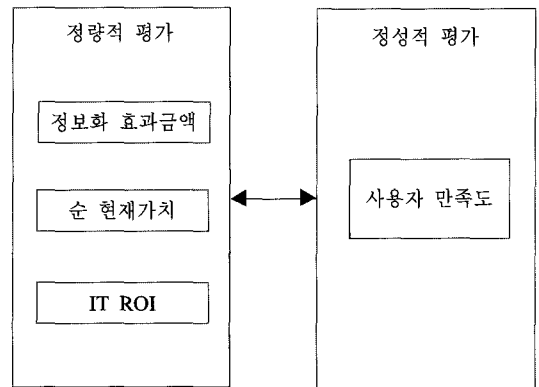 정량적 평가
정보화 효과금액
순 현재가치
IT ROI
정성적 평가
사용자 만족도